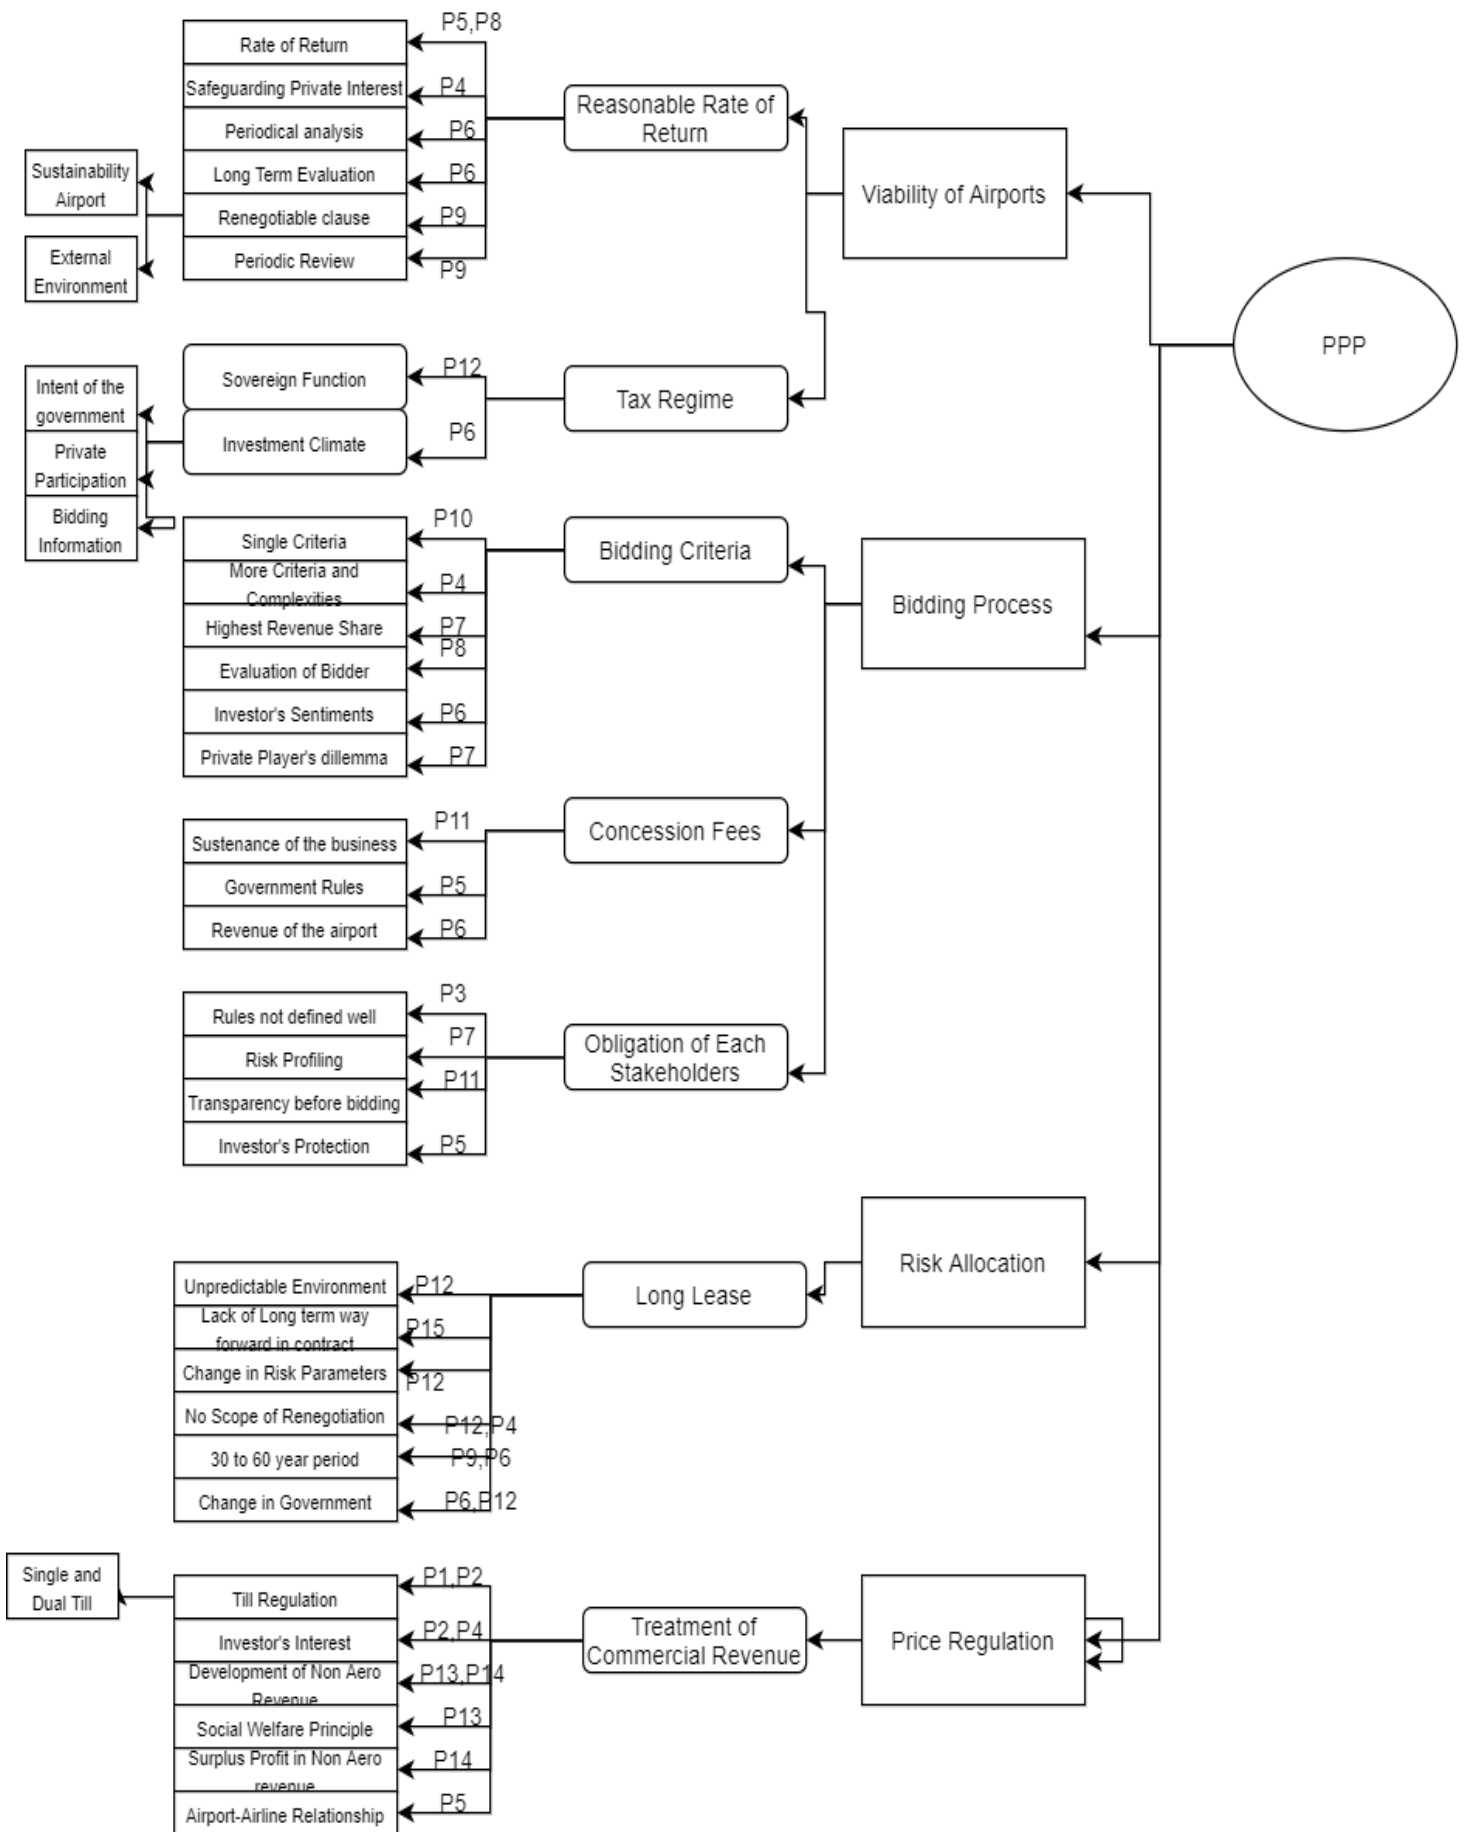 P5,P8
Rate of Return
Safeguarding Private Interest
P4
Reasonable Rate of
Return
Periodical analysis
P6
Sustainability
Airport
Long Term Evaluation
P6
Viability of Airports
Renegotiable clause
P9
External
Environment
Periodic Review
P9
PPP
Intent of the
government
Sovereign Function
P12
Tax Regime
Private
Participation
Investment Climate
P6
Bidding
Information
Single Criteria
P10
Bidding Criteria
More Criteria and
Complexities
P4
Bidding Process
Highest Revenue Share
P7
P8
Evaluation of Bidder
Investor's Sentiments
P6
Private Player's dillemma
P7
P11
Sustenance of the business
Concession Fees
Government Rules
P5
Revenue of the airport
P6
P3
Rules not defined well
P7
Obligation of Each
Stakeholders
Risk Profiling
P11
Transparency before bidding
Investor's Protection
P5
Risk Allocation
Unpredictable Environment
P12
Long Lease
Lack of Long term way
forward in contract
P15
Change in Risk Parameters
P12
No Scope of Renegotiation
P12,P4
30 to 60 year period
P9,P6
Change in Government
P6,P12
Single and
Dual Till
Till Regulation
P1,P2
Treatment of
Commercial Revenue
Price Regulation
Investor's Interest
P2,P4
Development of Non Aero
Revenue
P13,P14
Social Welfare Principle
P13
Surplus Profit in Non Aero
revenue
P14
Airport-Airline Relationship
P5